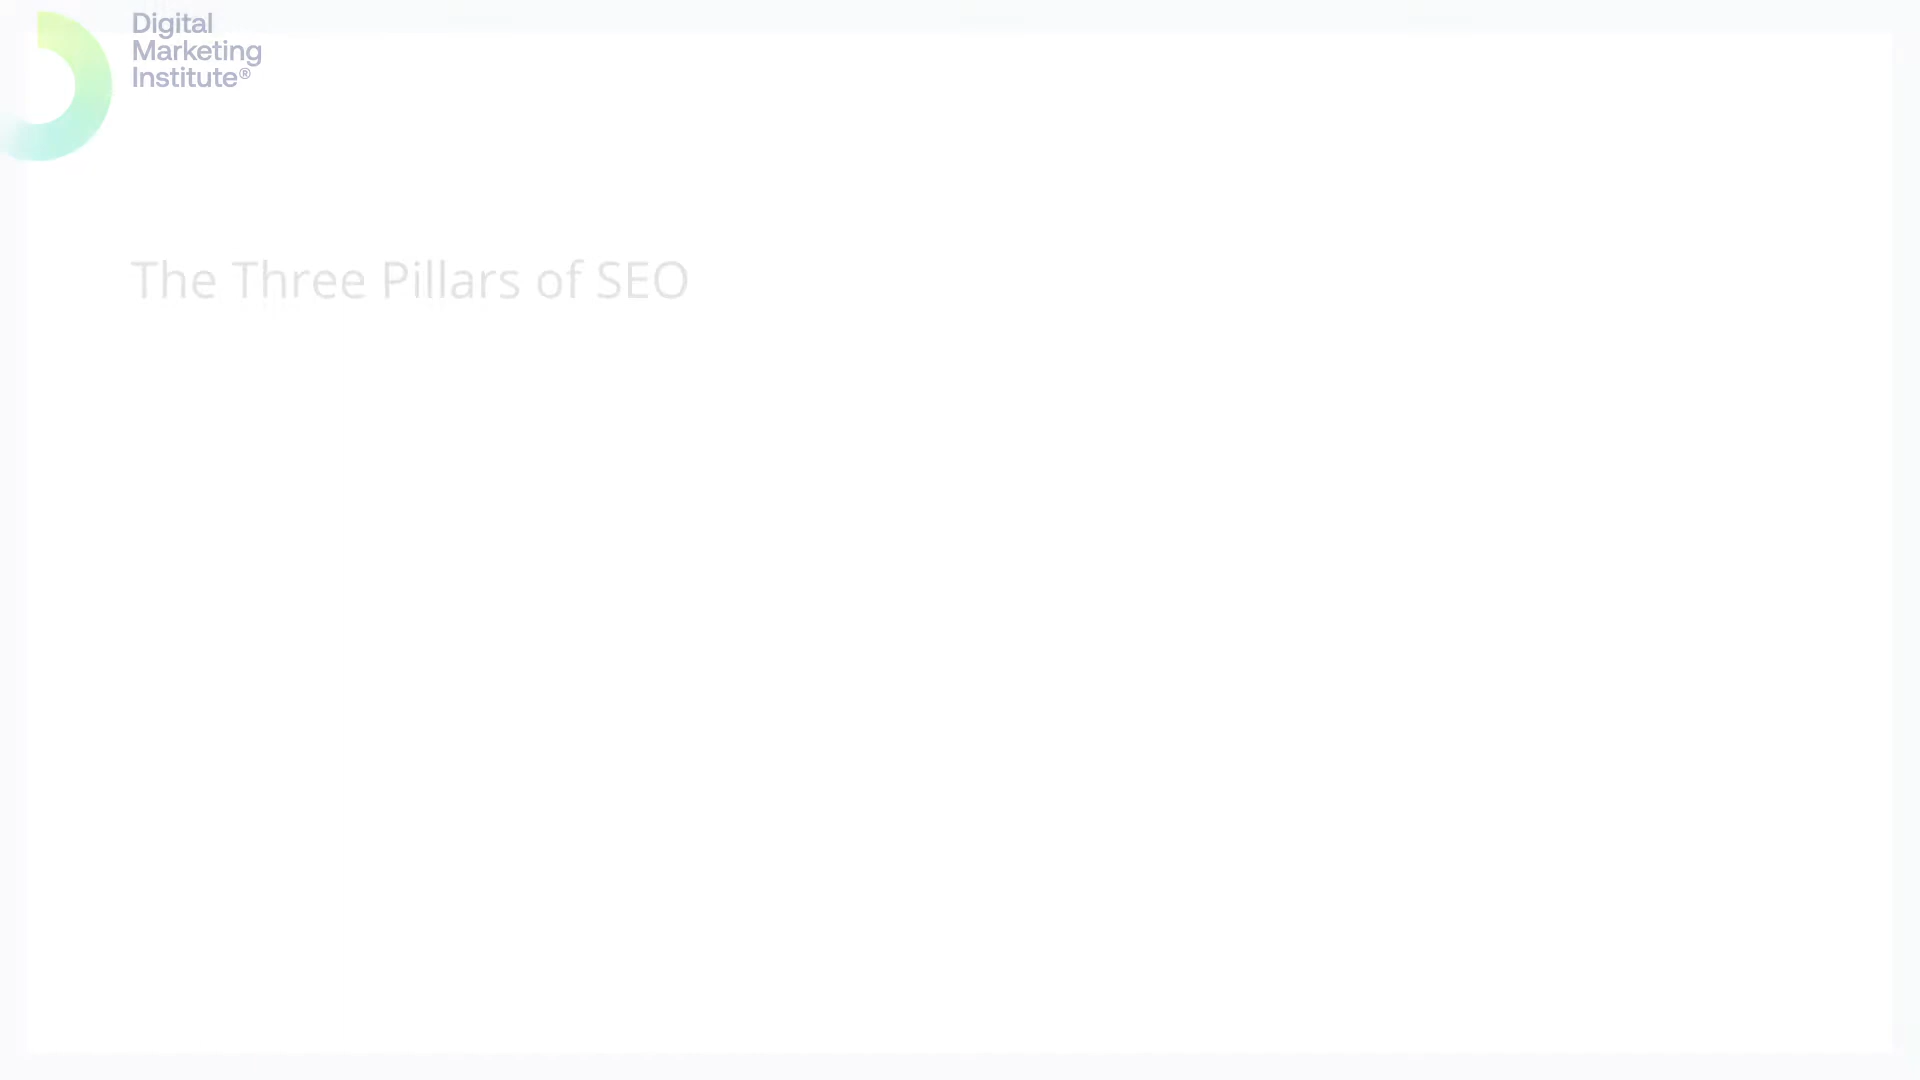 Digital
Marketing
Institute®
The Three Pillars of SEO